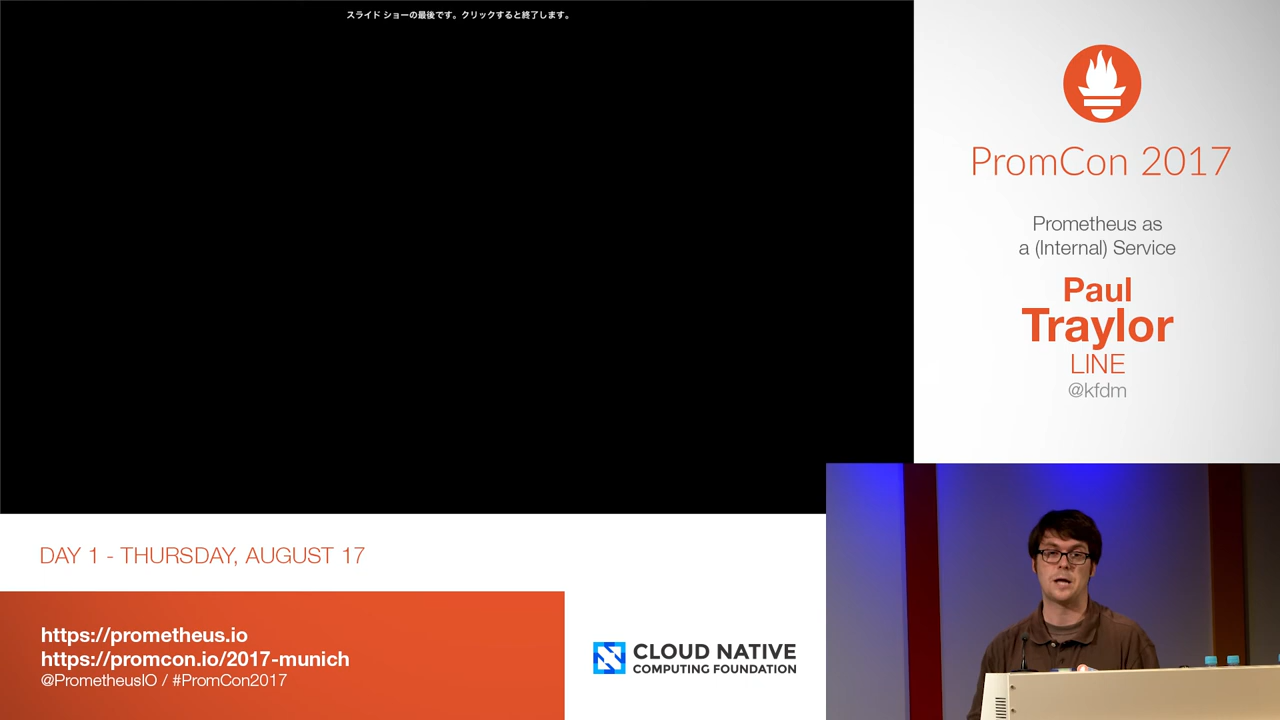 スライド ショーの最後です。クリックすると終了します。
PromCon 2017
Prometheus as
a (Internal) Service
Paul
Traylor
LINE
@kfdm
DAY 1 - THURSDAY, AUGUST 17
https://prometheus.io
https://promcon.io/2017-munich
@PrometheusIO / #PromCon2017
CLOUD NATIVE
COMPUTING FOUNDATION